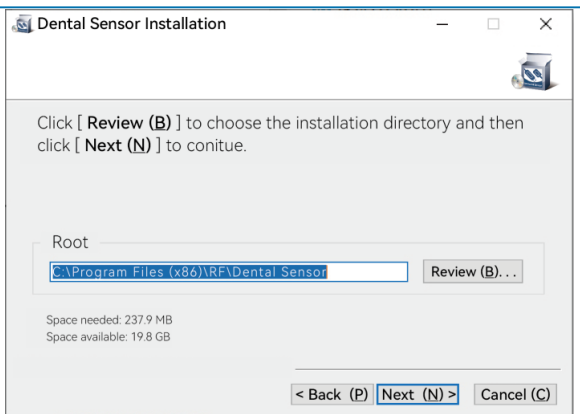 Dental Sensor Installation
Click [ Review (B) ] to choose the installation directory and then
click [ Next (N) ] to conitue.
Root
C:\Program Files (x86)\RF\Dental Sensor
Review (B). . .
Space needed: 237.9 MB
Space available: 19.8 GB
< Back (P) Next (N) > Cancel (C)